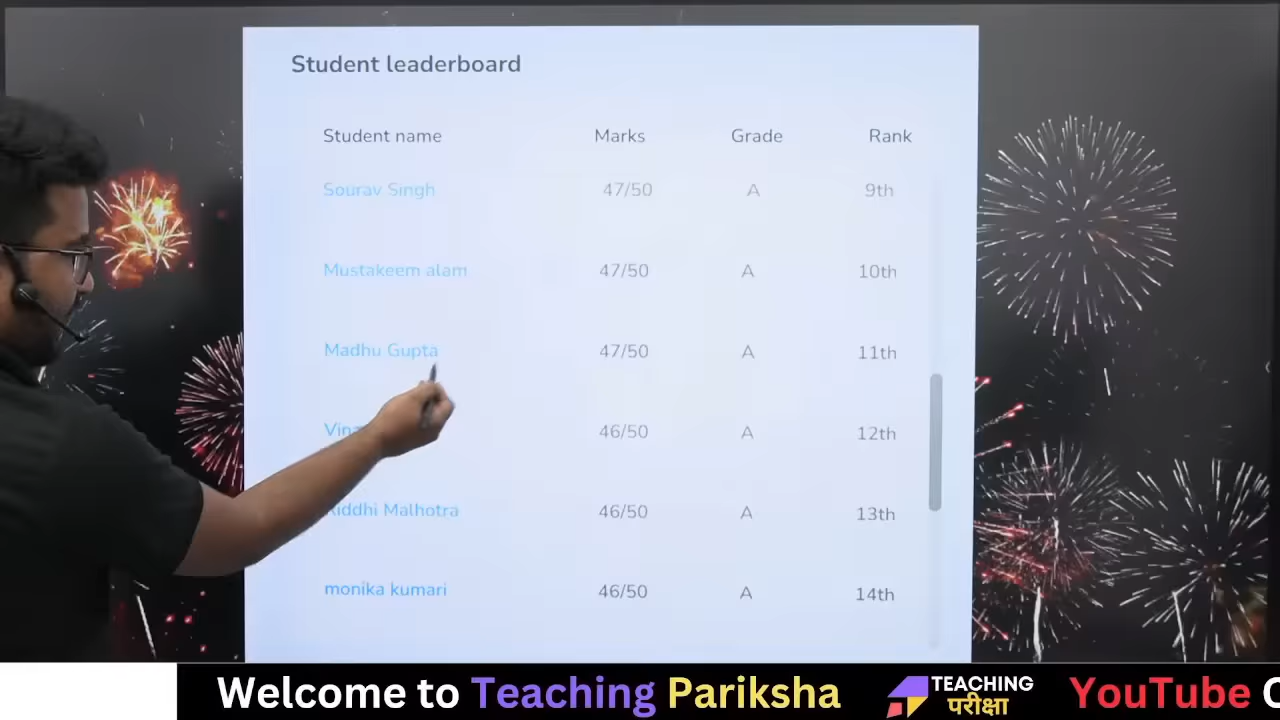 Student leaderboard
Student name Marks Grade Rank
Sourav Singh 47/50 A 9th
Mustakeem alam 47/50 A 10th
Madhu Gupta 47/50 A 11th
46/50 A 12th
Riddhi Malhotra 46/50 A 13th
monika kumari 46/50 A 14th
Welcome to Teaching Pariksha
TEACHING
परीक्षा
YouTube